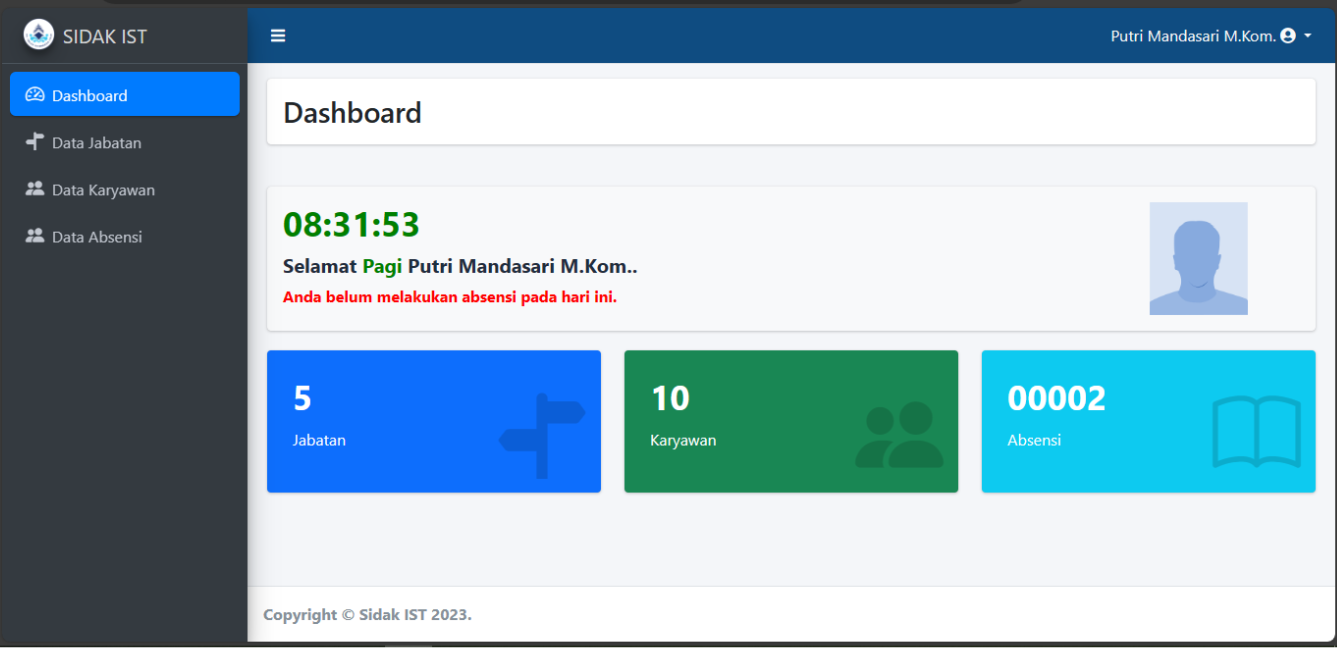 SIDAK IST
Putri Mandasari M.Kom.
Dashboard
Data Jabatan
Data Karyawan
Data Absensi
Dashboard
08:31:53
Selamat Pagi Putri Mandasari M.Kom..
Anda belum melakukan absensi pada hari ini.
5
Jabatan
10
Karyawan
00002
Absensi
Copyright © Sidak IST 2023.